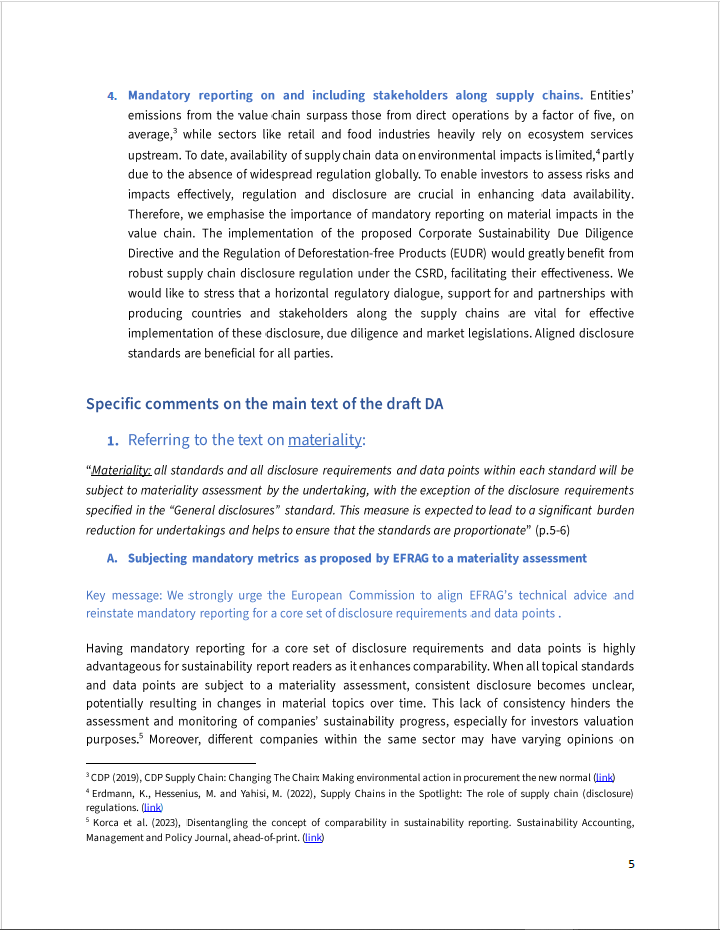 4. Mandatory reporting on and including stakeholders along supply chains. Entities'
emissions from the value chain surpass those from direct operations by a factor of five, on
average,3 while sectors like retail and food industries heavily rely on ecosystem services
upstream. To date, availability of supply chain data on environmental impacts is limited,4 partly
due to the absence of widespread regulation globally. To enable investors to assess risks and
impacts effectively, regulation and disclosure are crucial in enhancing data availability.
Therefore, we emphasise the importance of mandatory reporting on material impacts in the
value chain. The implementation of the proposed Corporate Sustainability Due Diligence
Directive and the Regulation of Deforestation-free Products (EUDR) would greatly benefit from
robust supply chain disclosure regulation under the CSRD, facilitating their effectiveness. We
would like to stress that a horizontal regulatory dialogue, support for and partnerships with
producing countries and stakeholders along the supply chains are vital for effective
implementation of these disclosure, due diligence and market legislations. Aligned disclosure
standards are beneficial for all parties.
Specific comments on the main text of the draft DA
1. Referring to the text on materiality:
"Materiality: all standards and all disclosure requirements and data points within each standard will be
subject to materiality assessment by the undertaking, with the exception of the disclosure requirements
specified in the "General disclosures" standard. This measure is expected to lead to a significant burden
reduction for undertakings and helps to ensure that the standards are proportionate" (p.5-6)
A. Subjecting mandatory metrics as proposed by EFRAG to a materiality assessment
Key message: We strongly urge the European Commission to align EFRAG's technical advice and
reinstate mandatory reporting for a core set of disclosure requirements and data points .
Having mandatory reporting for a core set of disclosure requirements and data points is highly
advantageous for sustainability report readers as it enhances comparability. When all topical standards
and data points are subject to a materiality assessment, consistent disclosure becomes unclear,
potentially resulting in changes in material topics over time. This lack of consistency hinders the
assessment and monitoring of companies' sustainability progress, especially for investors valuation
purposes.5 Moreover, different companies within the same sector may have varying opinions on
3 CDP (2019), CDP Supply Chain: Changing The Chain: Making environmental action in procurement the new normal (link)
4 Erdmann, K., Hessenius, M. and Yahisi, M. (2022), Supply Chains in the Spotlight: The role of supply chain (disclosure)
regulations. (link)
5 Korca et al. (2023), Disentangling the concept of comparability in sustainability reporting. Sustainability Accounting,
Management and Policy Journal, ahead-of-print. (link)
5